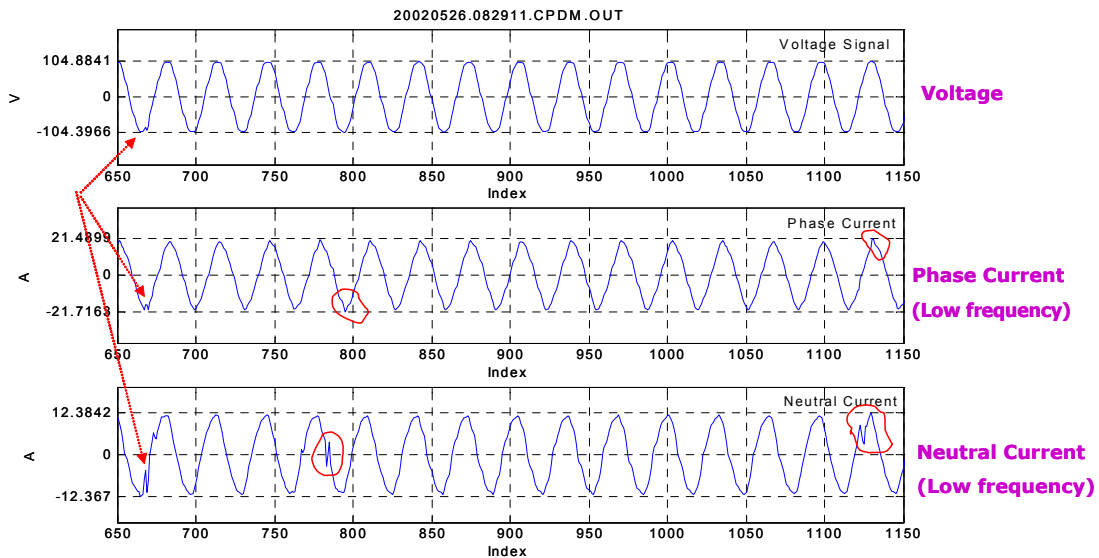 20020526.082911.CPDM.OUT
Voltage Signal
104.8841
0
-104.3966
V
650 700 750 800 850 900 950 1000 1050 1100 1150
Index
Voltage
Phase Current
21.4899
0
-21.7163
A
650 700 750 800 850 900 950 1000 1050 1100 1150
Index
Phase Current
(Low frequency)
Neutral Current
12.3842
0
-12.367
A
650 700 750 800 850 900 950 1000 1050 1100 1150
Index
Neutral Current
(Low frequency)